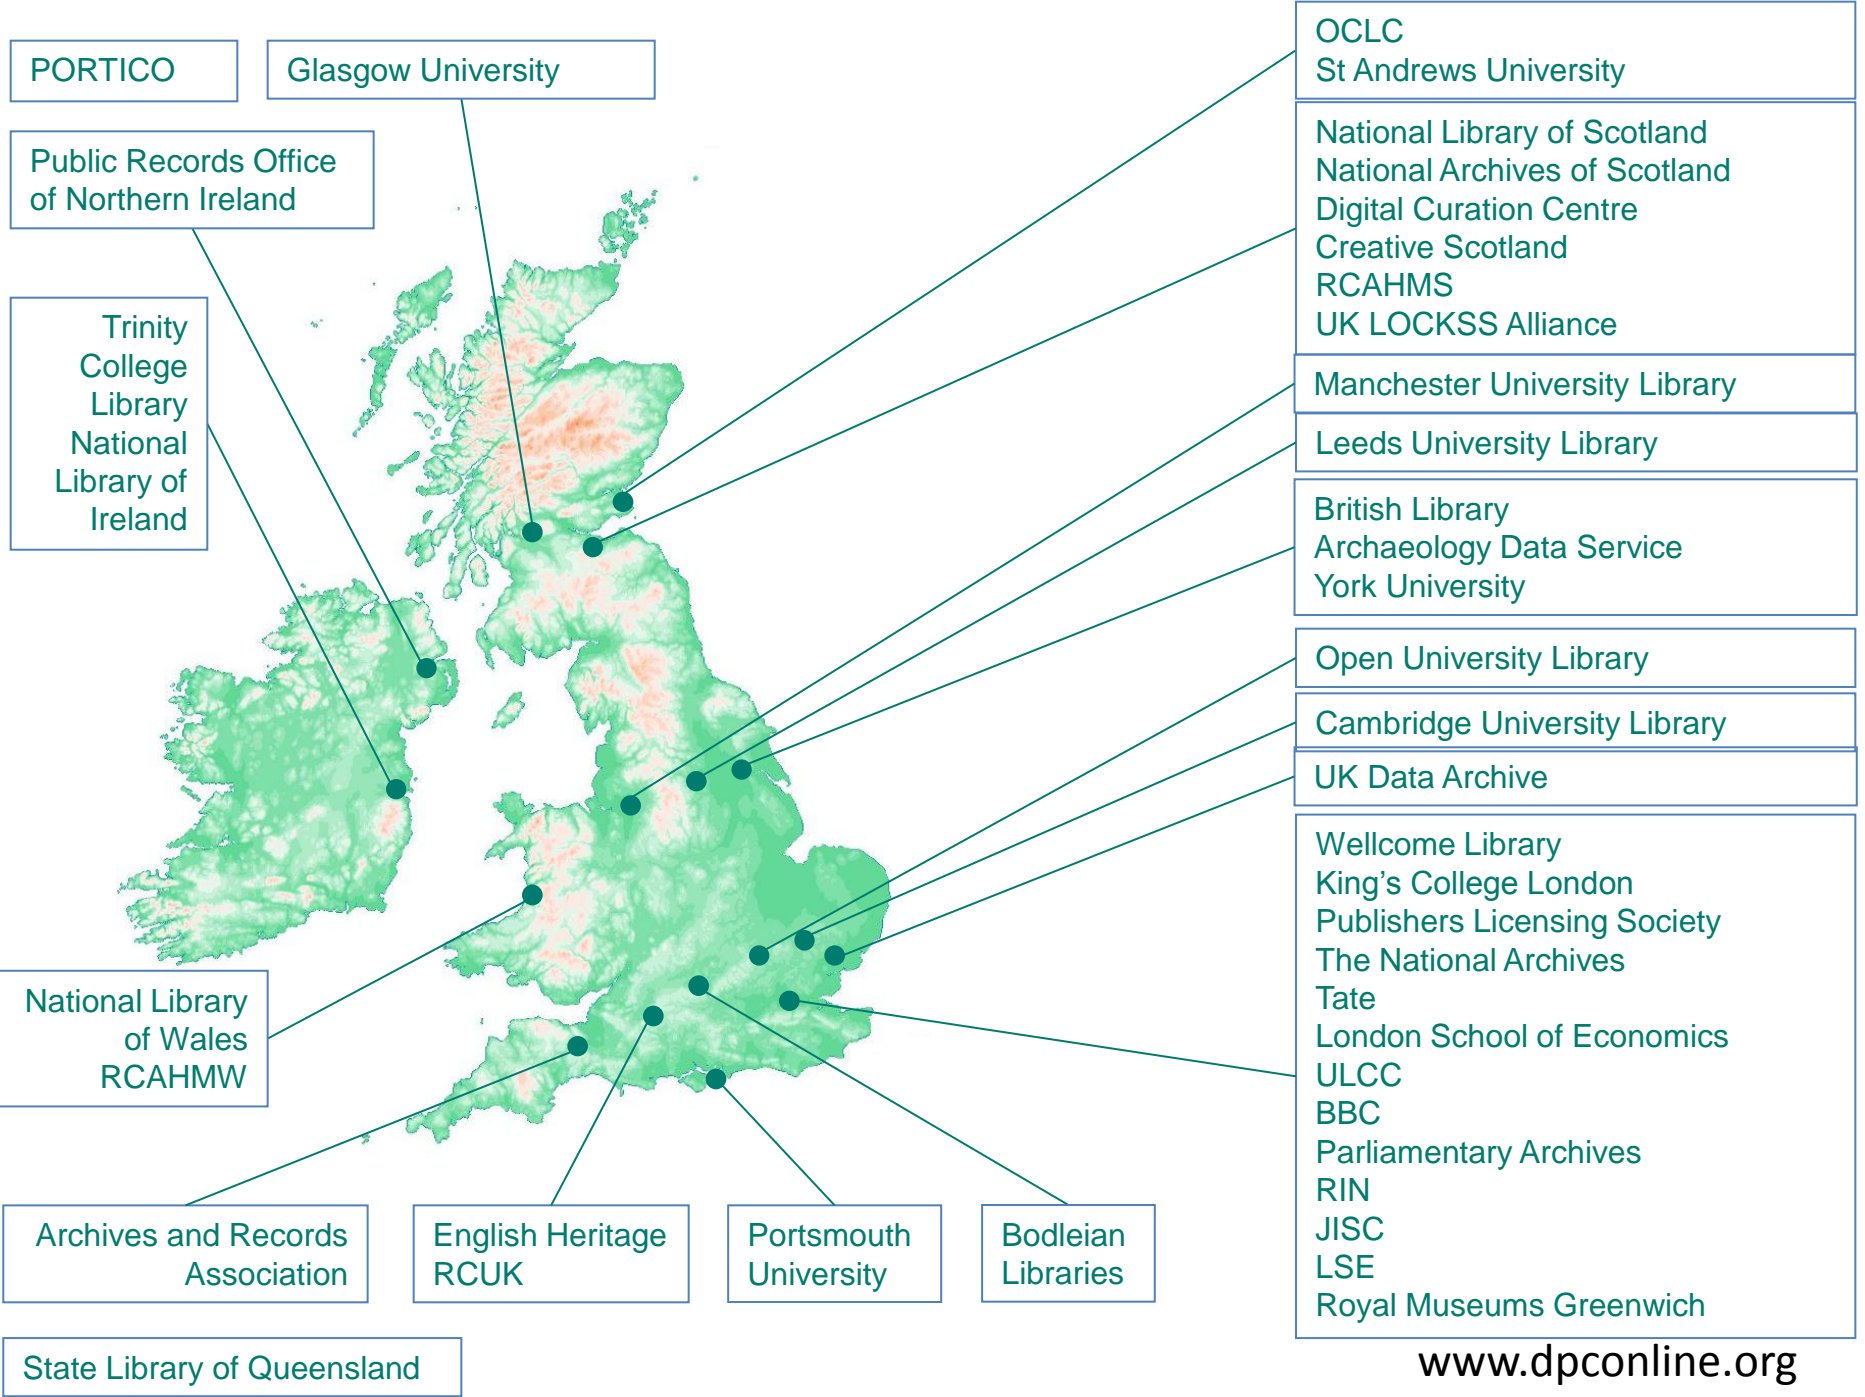 PORTICO
Glasgow University
Public Records Office
of Northern Ireland
Trinity
College
Library
National
Library of
Ireland
National Library
of Wales
RCAHMW
Archives and Records
Association
English Heritage
RCUK
Portsmouth
University
Bodleian
Libraries
State Library of Queensland
OCLC
St Andrews University
National Library of Scotland
National Archives of Scotland
Digital Curation Centre
Creative Scotland
RCAHMS
UK LOCKSS Alliance
Manchester University Library
Leeds University Library
British Library
Archaeology Data Service
York University
Open University Library
Cambridge University Library
UK Data Archive
Wellcome Library
King’s College London
Publishers Licensing Society
The National Archives
Tate
London School of Economics
ULCC
BBC
Parliamentary Archives
RIN
JISC
LSE
Royal Museums Greenwich
www.dpconline.org